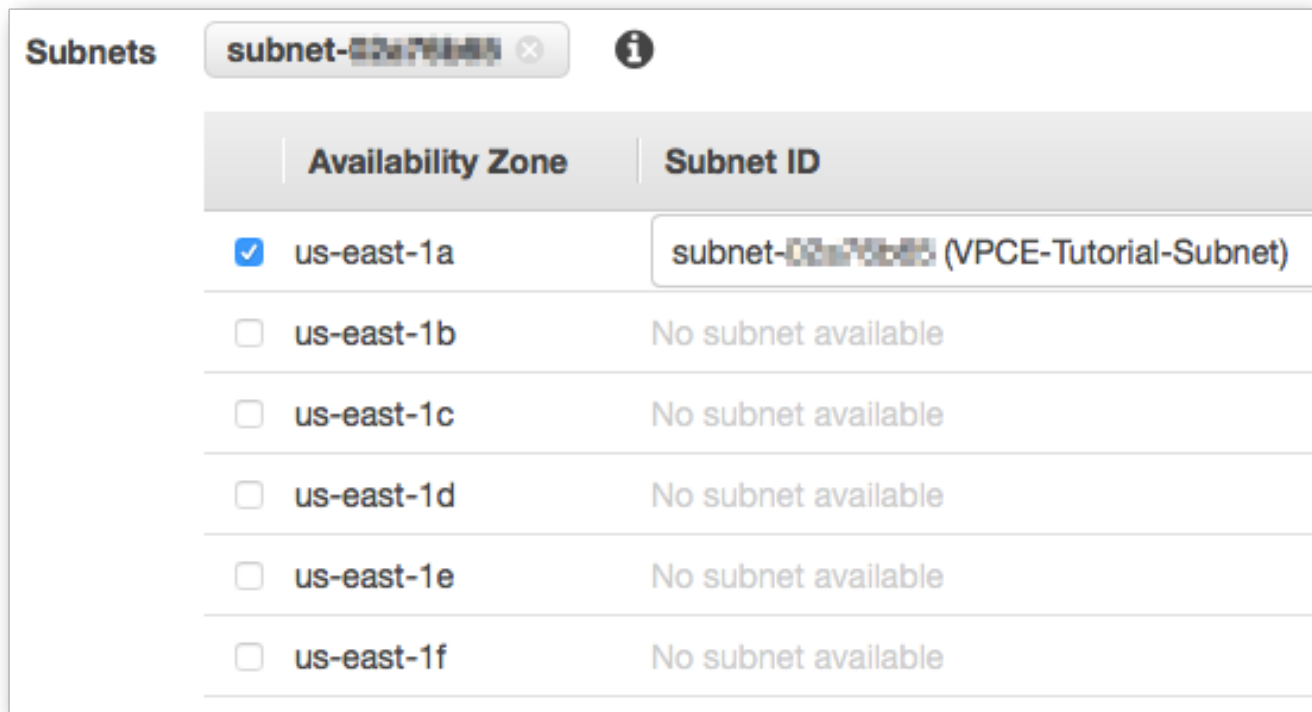 Subnets subnet-
Availability Zone Subnet ID
us-east-1a subnet- (VPCE-Tutorial-Subnet)
us-east-1b No subnet available
us-east-1c No subnet available
us-east-1d No subnet available
us-east-1e No subnet available
us-east-1f No subnet available